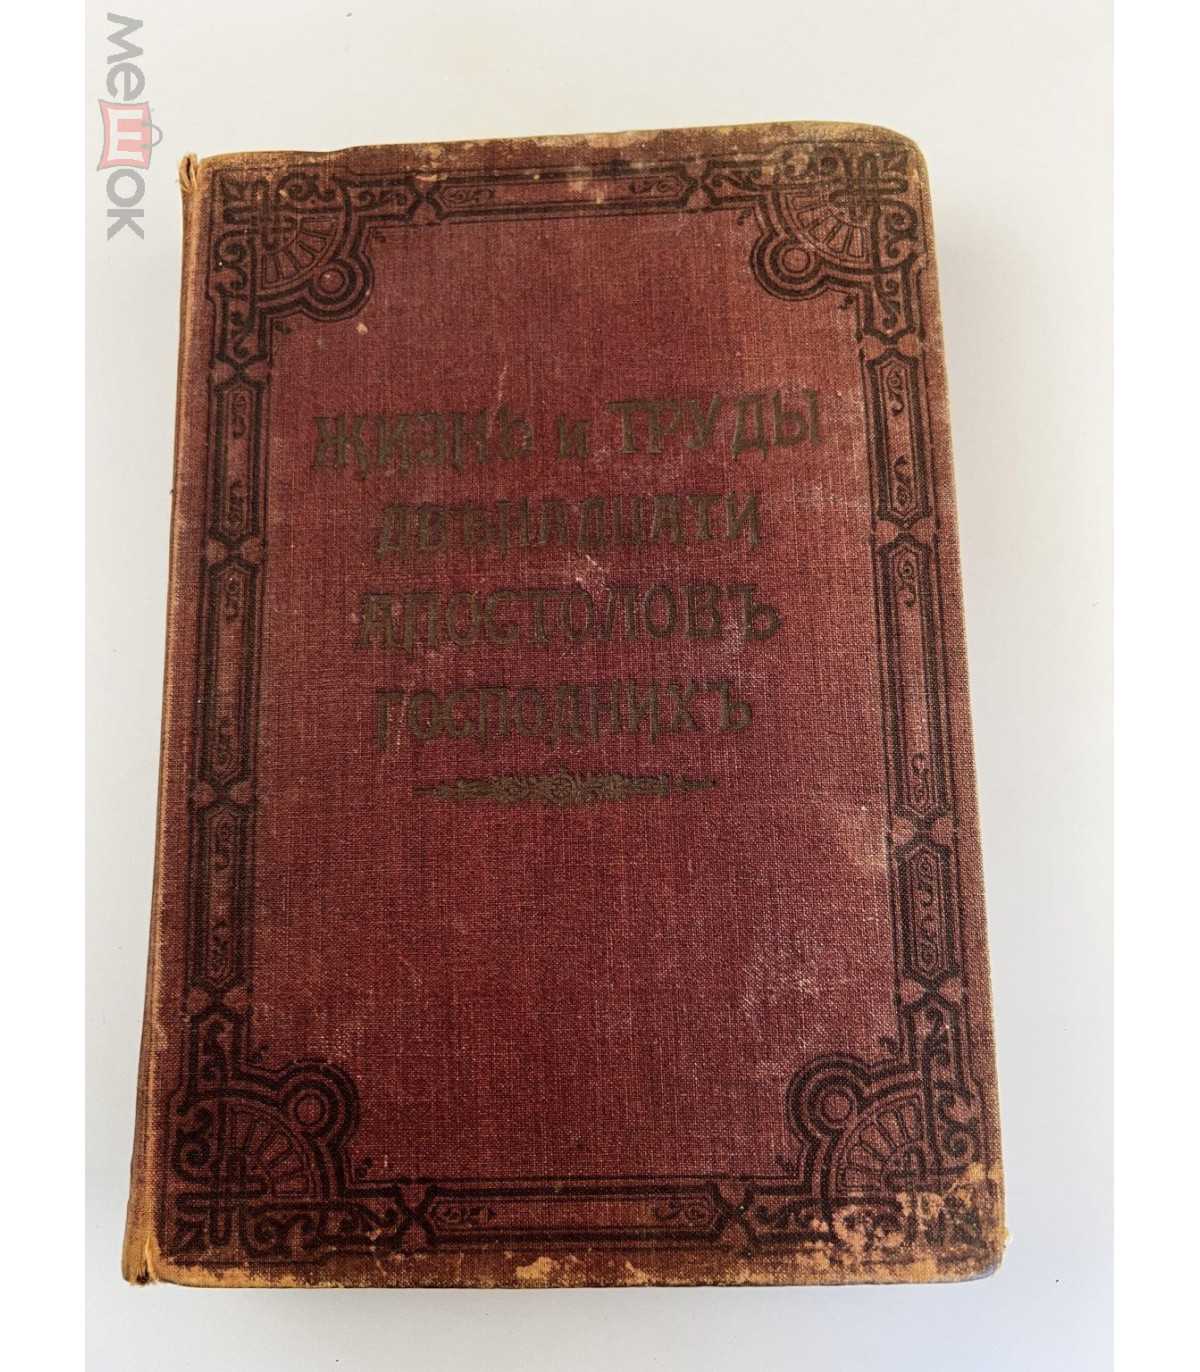 мешок
ЖИЗНЬ и ТРУДЫ
ДВѢНАДЦАТИ
АПОСТОЛОВЪ
ГОСПОДНИХЪ